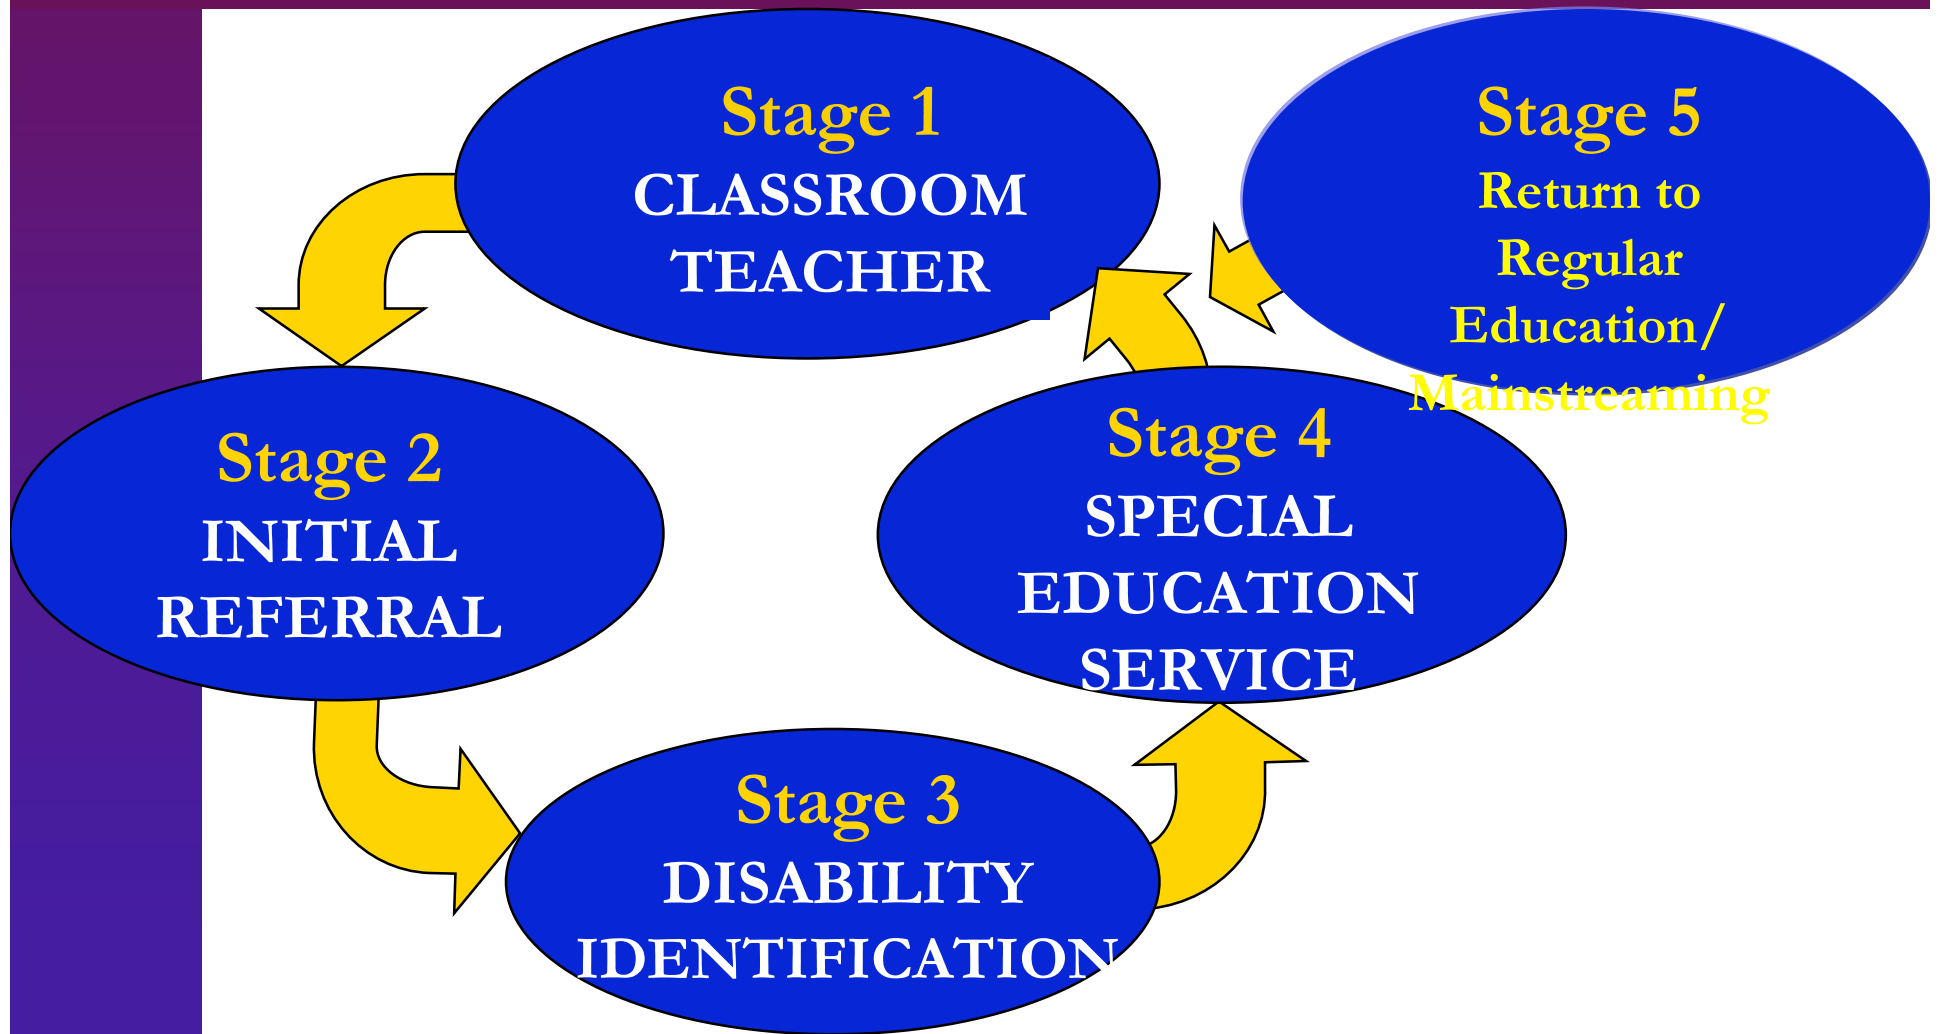 Stage 1
CLASSROOM
TEACHER
Stage 5
Return to
Regular
Education/
Mainstreaming
Stage 2
INITIAL
REFERRAL
Stage 4
SPECIAL
EDUCATION
SERVICE
Stage 3
DISABILITY
IDENTIFICATION